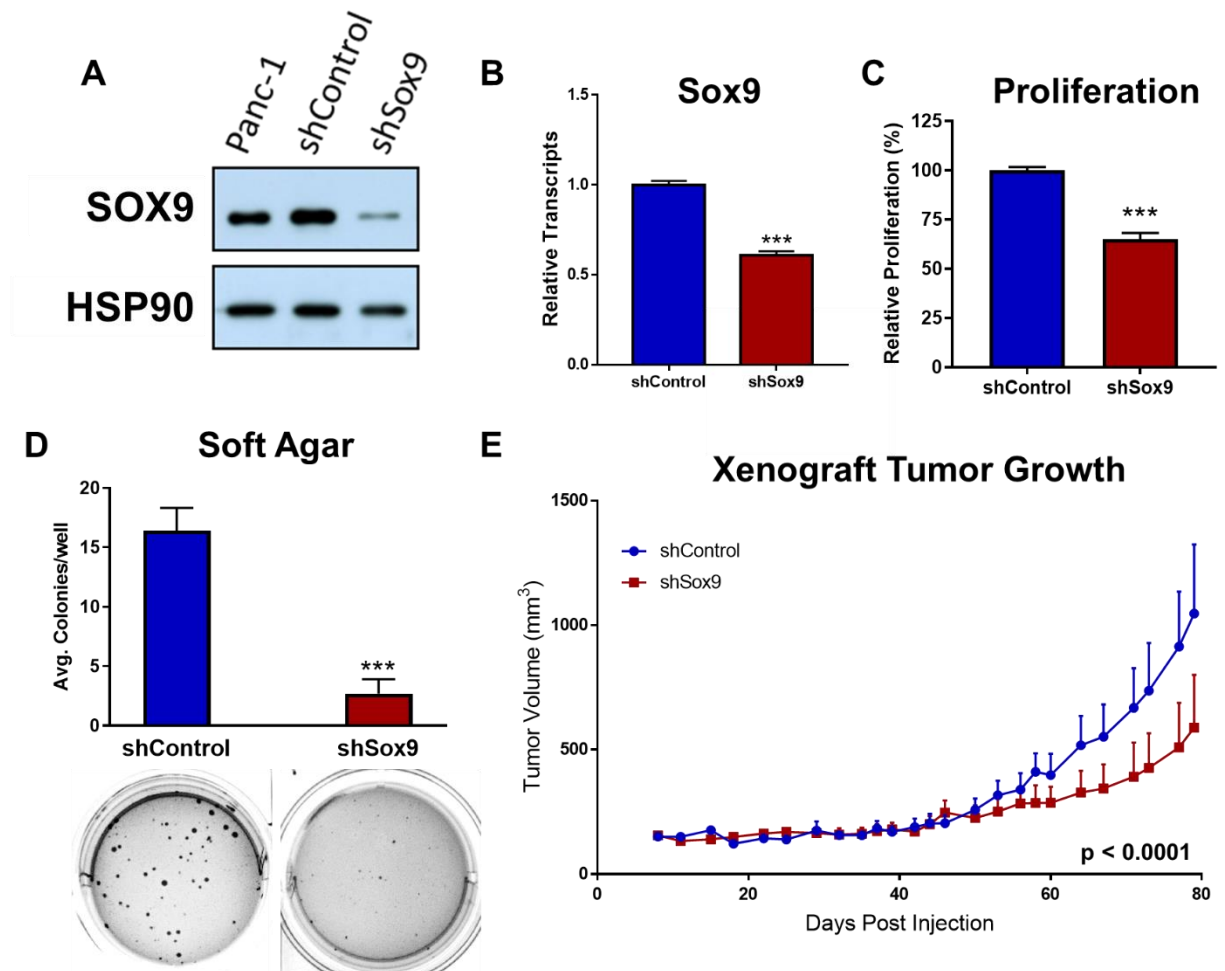 A
Panc-1
shControl
shSox9
SOX9
HSP90
B
Sox9
Relative Transcripts
1.5
1.0
0.5
0.0
***
shControl
shSox9
C
Proliferation
Relative Proliferation (%)
125
100
75
50
25
0
***
shControl
shSox9
D
Soft Agar
Avg. Colonies/well
20
15
10
5
0
***
shControl
shSox9
E
Xenograft Tumor Growth
Tumor Volume (mm³)
1500
1000
500
0
shControl
shSox9
p < 0.0001
0
20
40
60
80
Days Post Injection